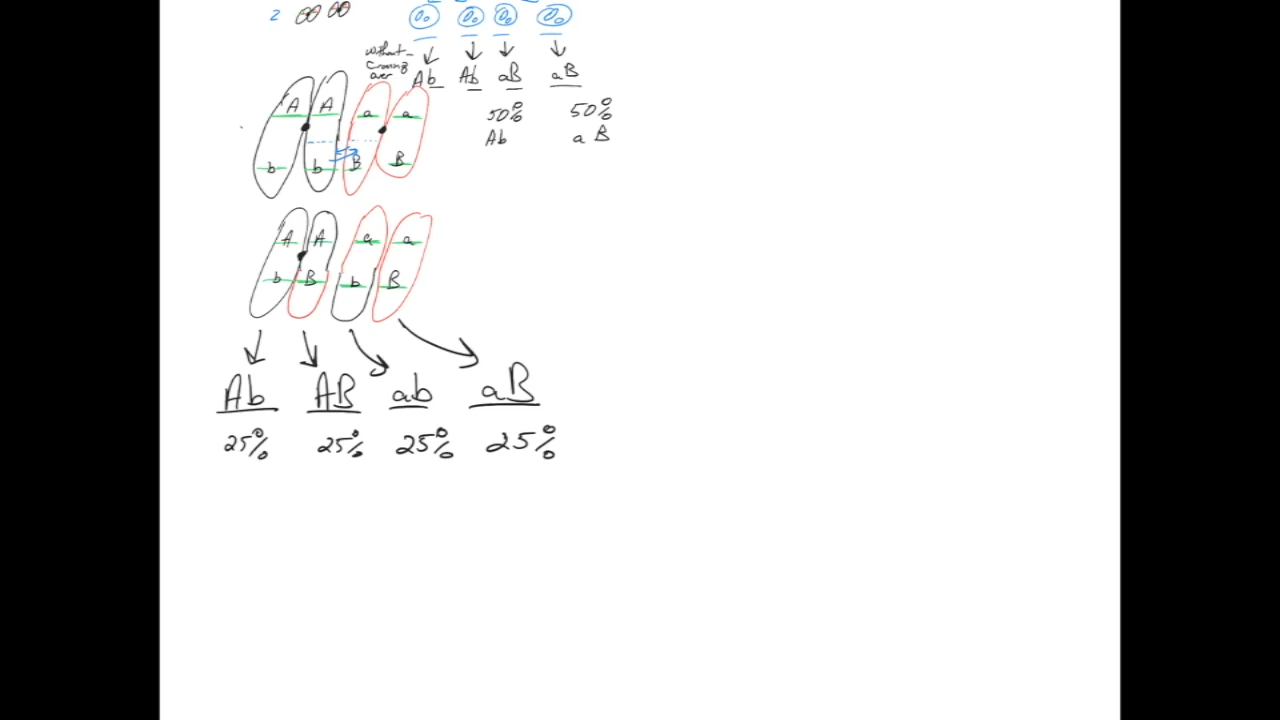 2
without
crossing
over
Ab Ab aB aB
50% 50%
Ab aB
A A a a
b b B B
A A a a
b B b B
Ab AB ab aB
25% 25% 25% 25%